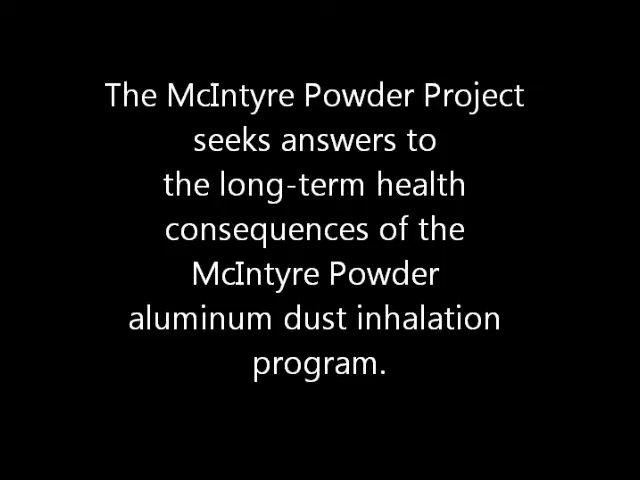 The McIntyre Powder Project
seeks answers to
the long-term health
consequences of the
McIntyre Powder
aluminum dust inhalation
program.